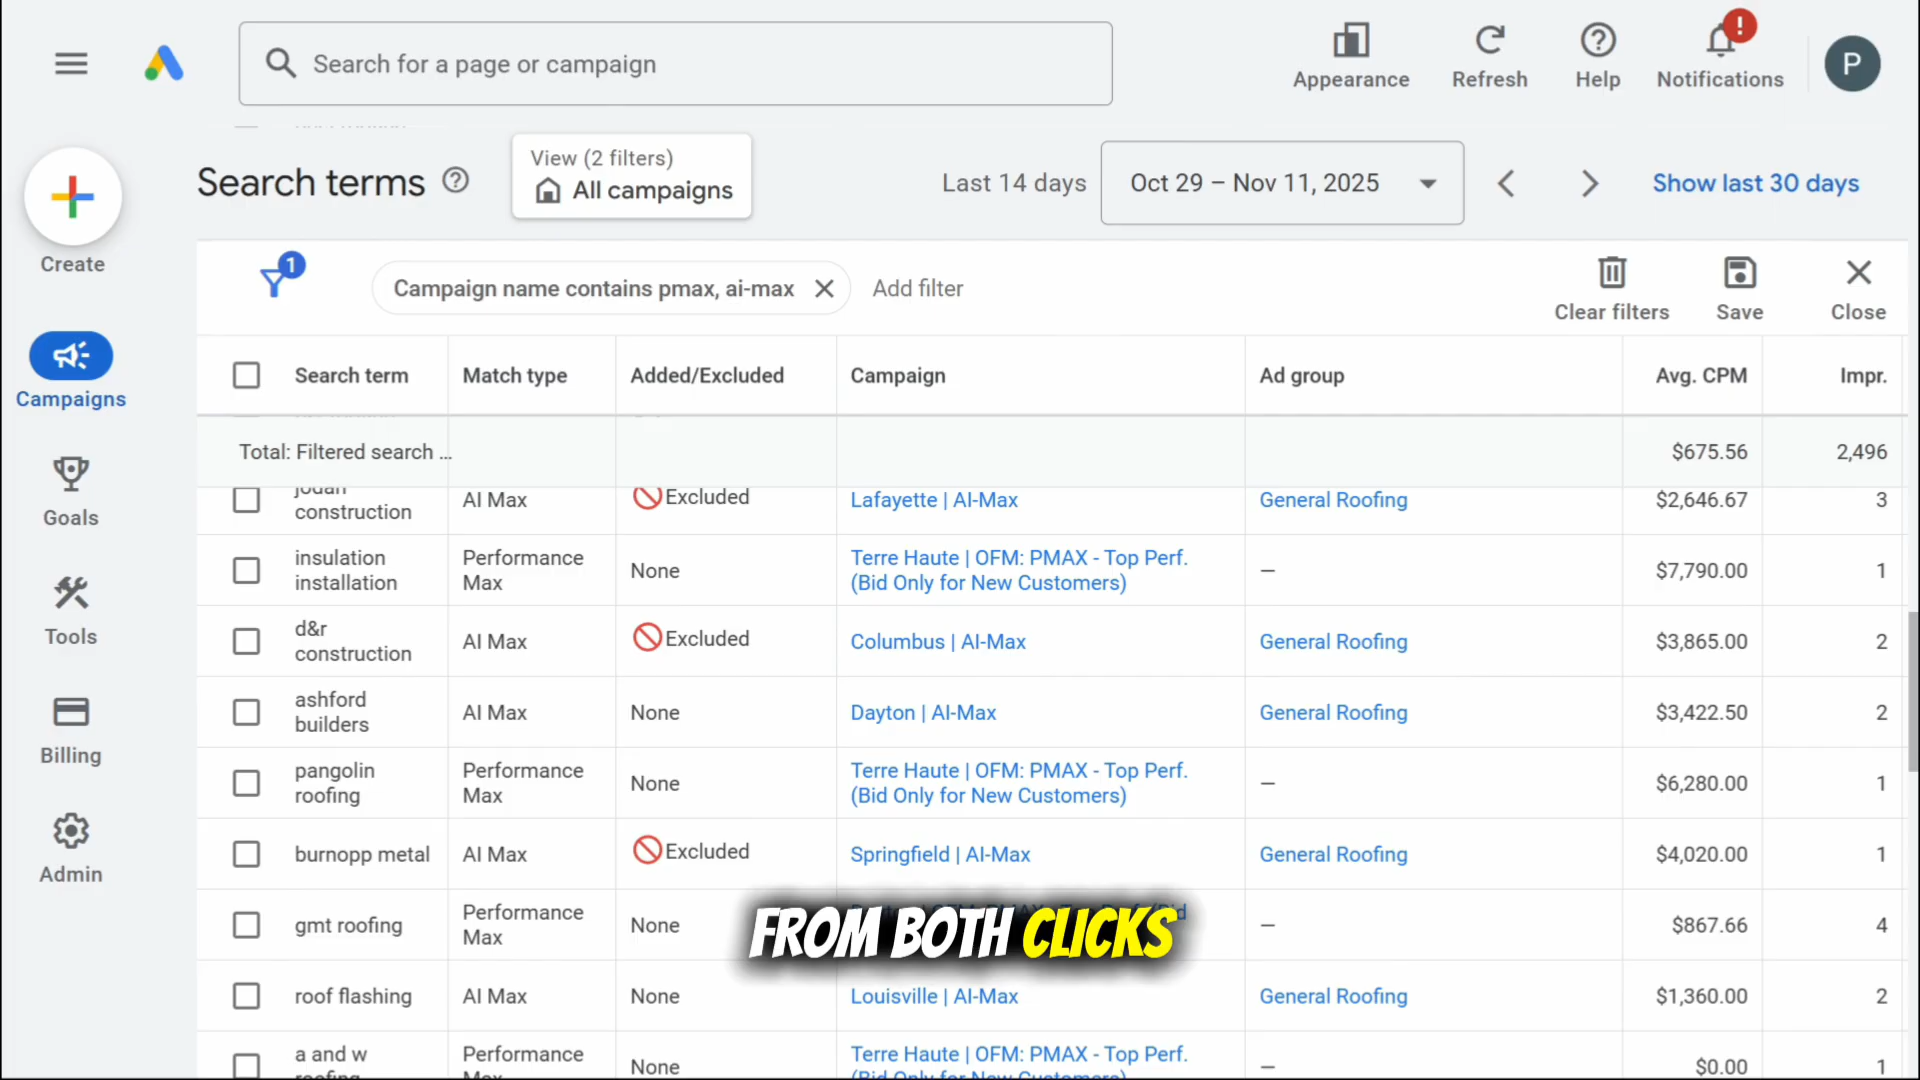 Search for a page or campaign
Appearance
Refresh
Help
!
Notifications
P
Create
Campaigns
Goals
Tools
Billing
Admin
Search terms
View (2 filters)
All campaigns
Last 14 days
Oct 29 – Nov 11, 2025
Show last 30 days
1
Campaign name contains pmax, ai-max
Add filter
Clear filters
Save
Close
Search term Match type Added/Excluded Campaign Ad group Avg. CPM Impr.
Total: Filtered search ... $675.56 2,496
jodan
construction
AI Max Excluded Lafayette | AI-Max General Roofing $2,646.67 3
insulation
installation
Performance
Max
None
Terre Haute | OFM: PMAX - Top Perf.
(Bid Only for New Customers)
— $7,790.00 1
d&r
construction
AI Max Excluded Columbus | AI-Max General Roofing $3,865.00 2
ashford
builders
AI Max None Dayton | AI-Max General Roofing $3,422.50 2
pangolin
roofing
Performance
Max
None
Terre Haute | OFM: PMAX - Top Perf.
(Bid Only for New Customers)
— $6,280.00 1
burnopp metal AI Max Excluded Springfield | AI-Max General Roofing $4,020.00 1
gmt roofing
Performance
Max
None
— $867.66 4
FROM BOTH CLICKS
roof flashing AI Max None Louisville | AI-Max General Roofing $1,360.00 2
a and w
roofing
Performance
Max
None
Terre Haute | OFM: PMAX - Top Perf.
(Bid Only for New Customers)
— $0.00 1